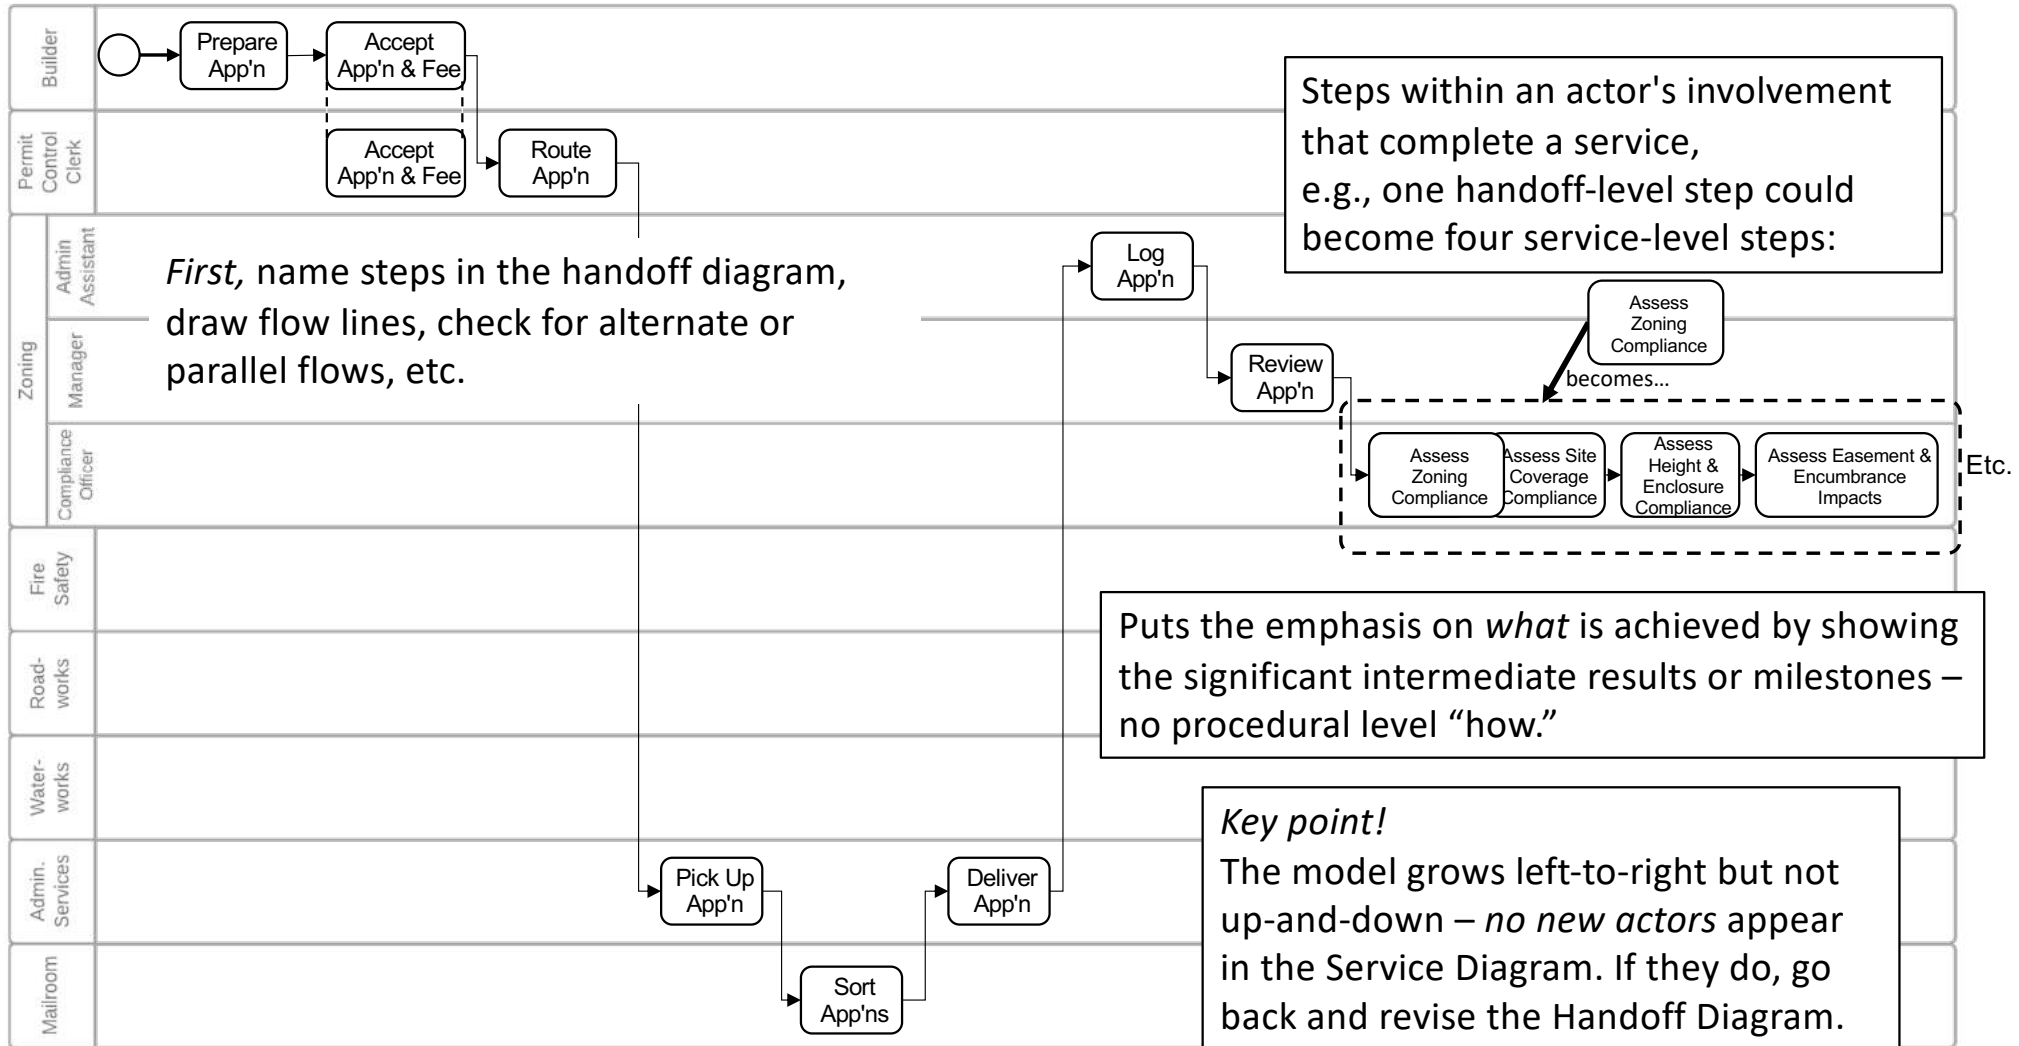 Builder
Prepare
App'n
Accept
App'n & Fee
Permit
Control
Clerk
Accept
App'n & Fee
Route
App'n
Steps within an actor's involvement
that complete a service,
e.g., one handoff-level step could
become four service-level steps:
Zoning
Admin
Assistant
Log
App'n
First, name steps in the handoff diagram,
draw flow lines, check for alternate or
parallel flows, etc.
Assess
Zoning
Compliance
becomes…
Manager
Review
App'n
Compliance
Officer
Assess
Zoning
Compliance
Assess Site
Coverage
Compliance
Assess
Height &
Enclosure
Compliance
Assess Easement &
Encumbrance
Impacts
Etc.
Fire
Safety
Road-
works
Puts the emphasis on what is achieved by showing
the significant intermediate results or milestones –
no procedural level “how.”
Water-
works
Admin.
Services
Pick Up
App'n
Deliver
App'n
Mailroom
Sort
App'ns
Key point!
The model grows left-to-right but not
up-and-down – no new actors appear
in the Service Diagram. If they do, go
back and revise the Handoff Diagram.